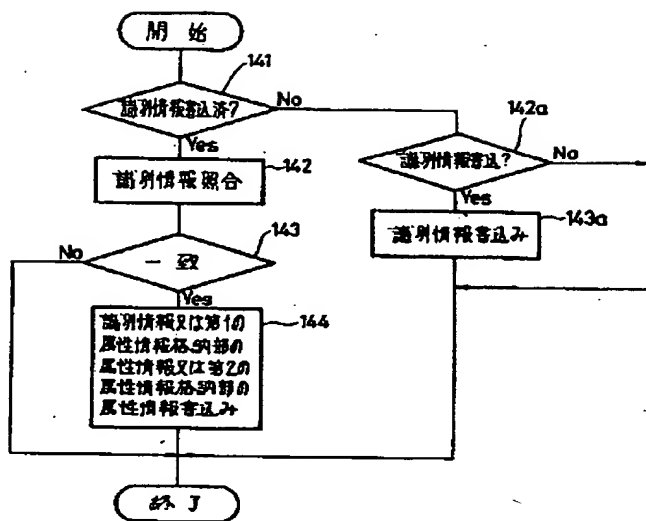 開始
141
識別情報書込済?
No
Yes
142
識別情報照合
142a
識別情報書込?
No
Yes
143a
識別情報書込み
143
No
一致
Yes
144
識別情報又は第1の
属性情報格納部の
属性情報又は第2の
属性情報格納部の
属性情報書込み
終了